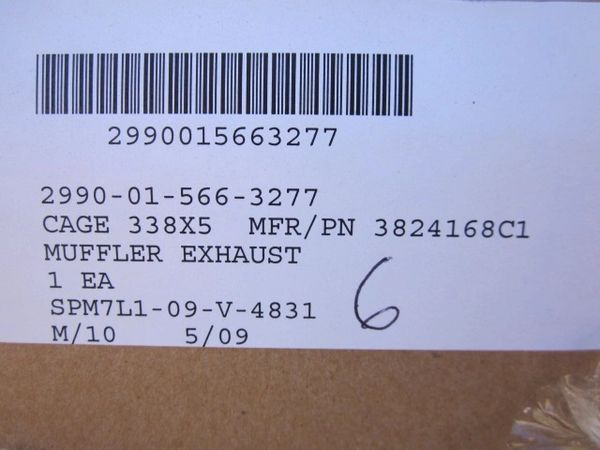 2990015663277
2990-01-566-3277
CAGE 338X5 MFR/PN 3824168C1
MUFFLER EXHAUST
1 EA
SPM7L1-09-V-4831
M/10 5/09
6